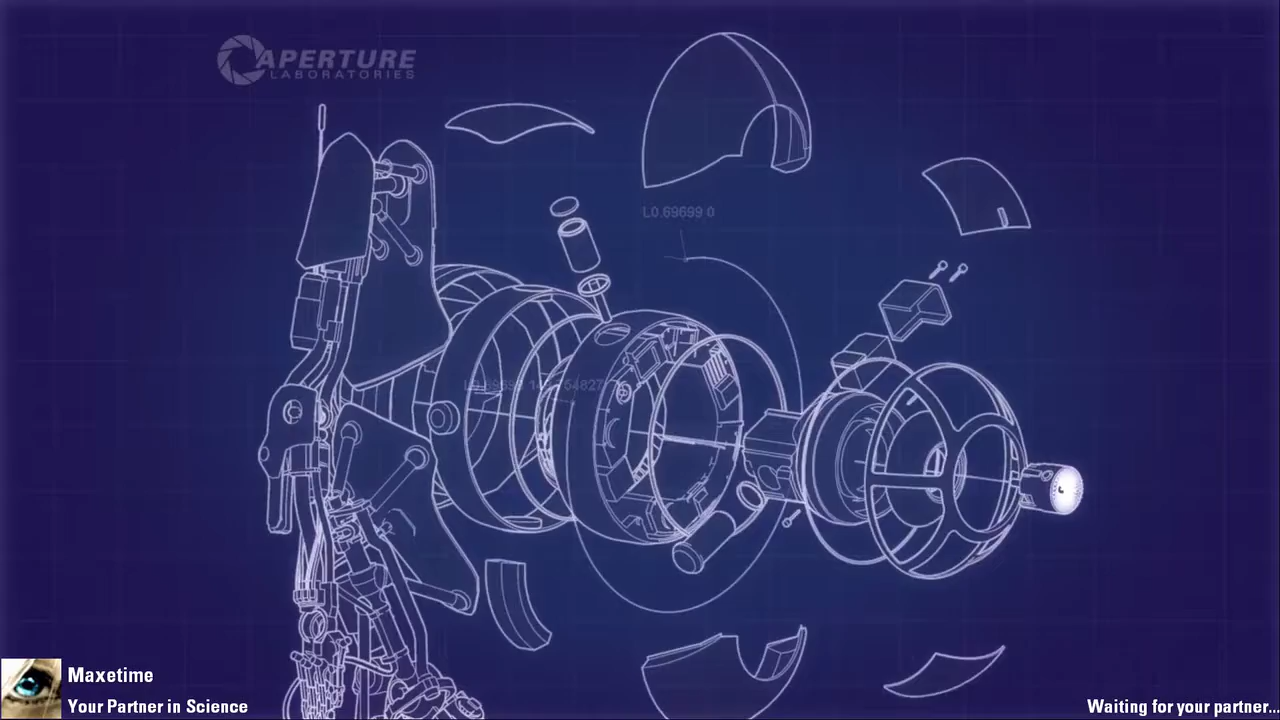 APERTURE
LABORATORIES
L0.69699 0
Maxetime
Your Partner in Science
Waiting for your partner...